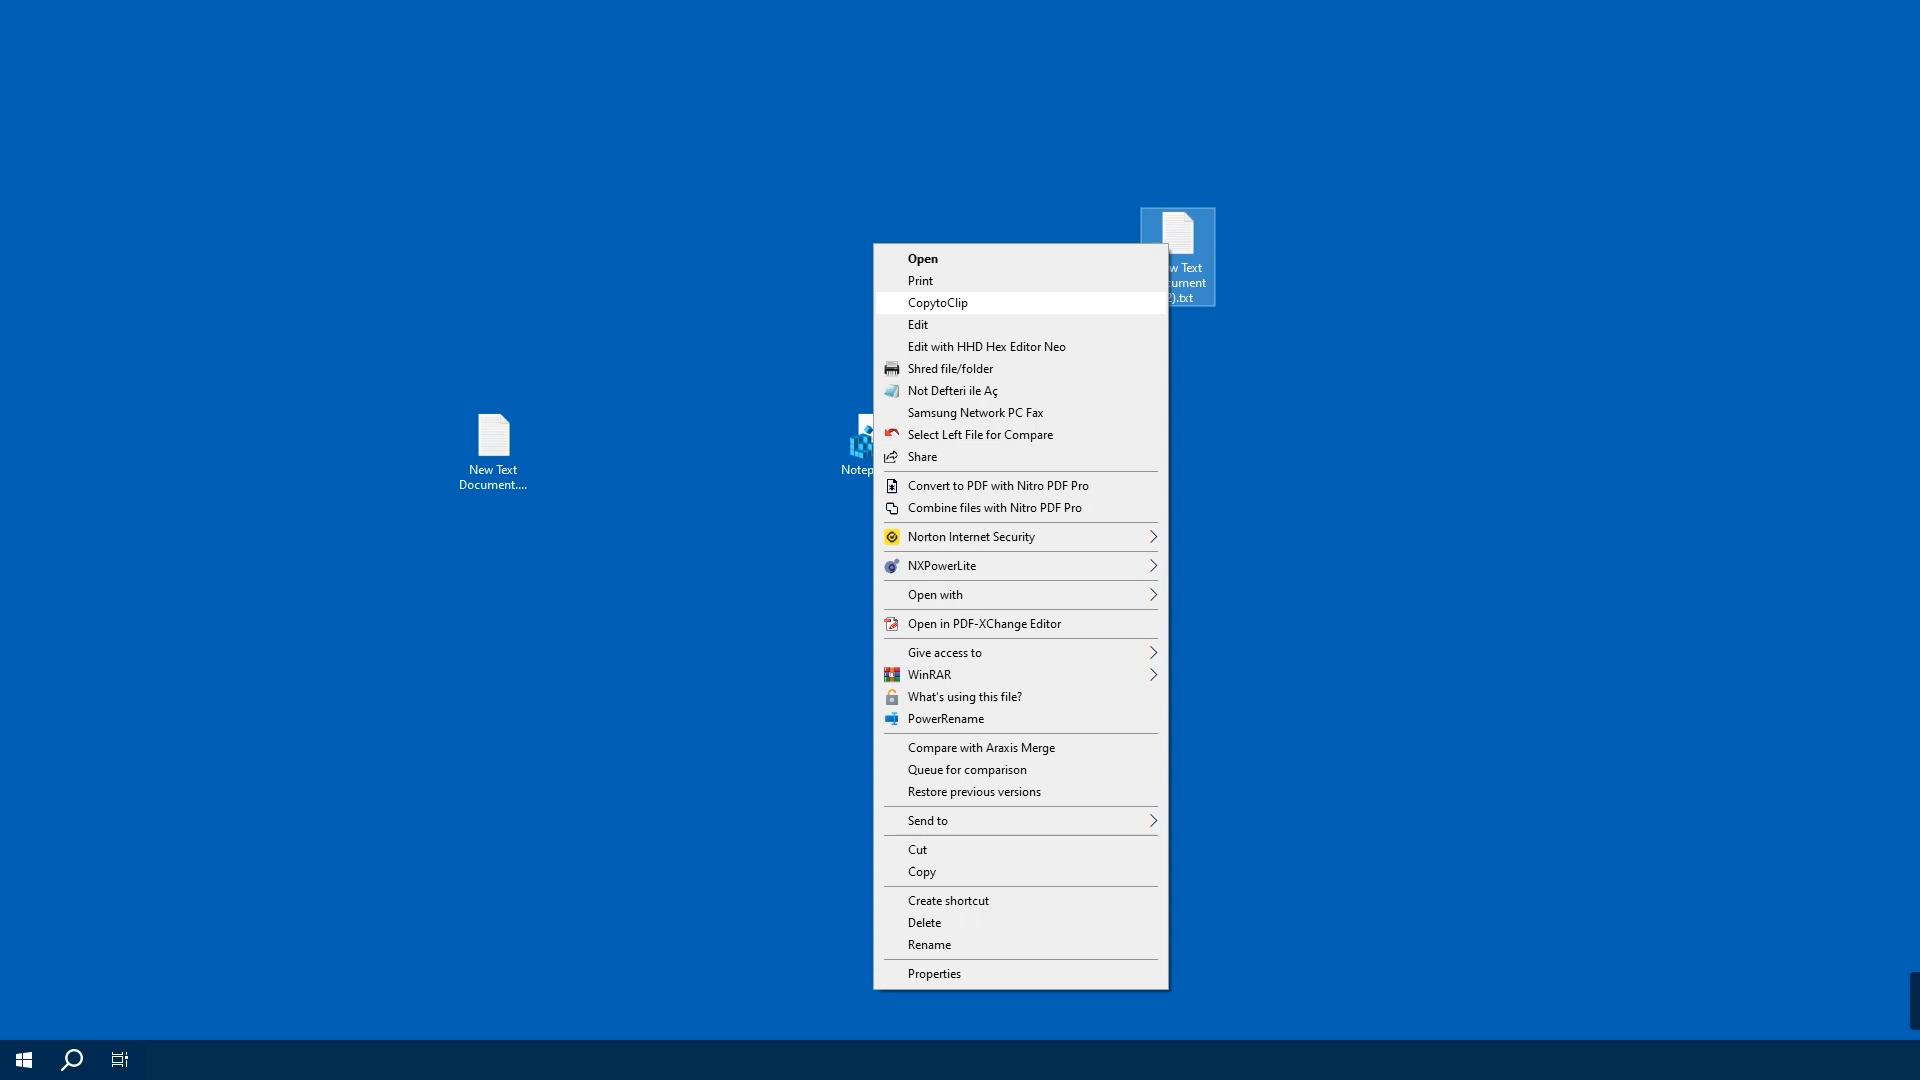 Open
Print
CopytoClip
Edit
Edit with HHD Hex Editor Neo
Shred file/folder
Not Defteri ile Aç
Samsung Network PC Fax
Select Left File for Compare
Share
Convert to PDF with Nitro PDF Pro
Combine files with Nitro PDF Pro
Norton Internet Security
NXPowerLite
Open with
Open in PDF-XChange Editor
Give access to
WinRAR
What's using this file?
PowerRename
Compare with Araxis Merge
Queue for comparison
Restore previous versions
Send to
Cut
Copy
Create shortcut
Delete
Rename
Properties
w Text
cument
2).txt
New Text
Document....
Notep